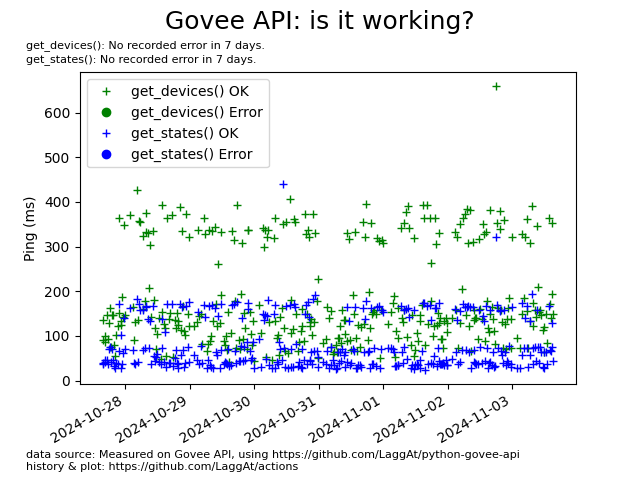 Govee API: is it working?
get_devices(): No recorded error in 7 days.
get_states(): No recorded error in 7 days.
get_devices() OK
get_devices() Error
get_states() OK
get_states() Error
Ping (ms)
600
500
400
300
200
100
0
2024-10-28
2024-10-29
2024-10-30
2024-10-31
2024-11-01
2024-11-02
2024-11-03
data source: Measured on Govee API, using https://github.com/LaggAt/python-govee-api
history & plot: https://github.com/LaggAt/actions